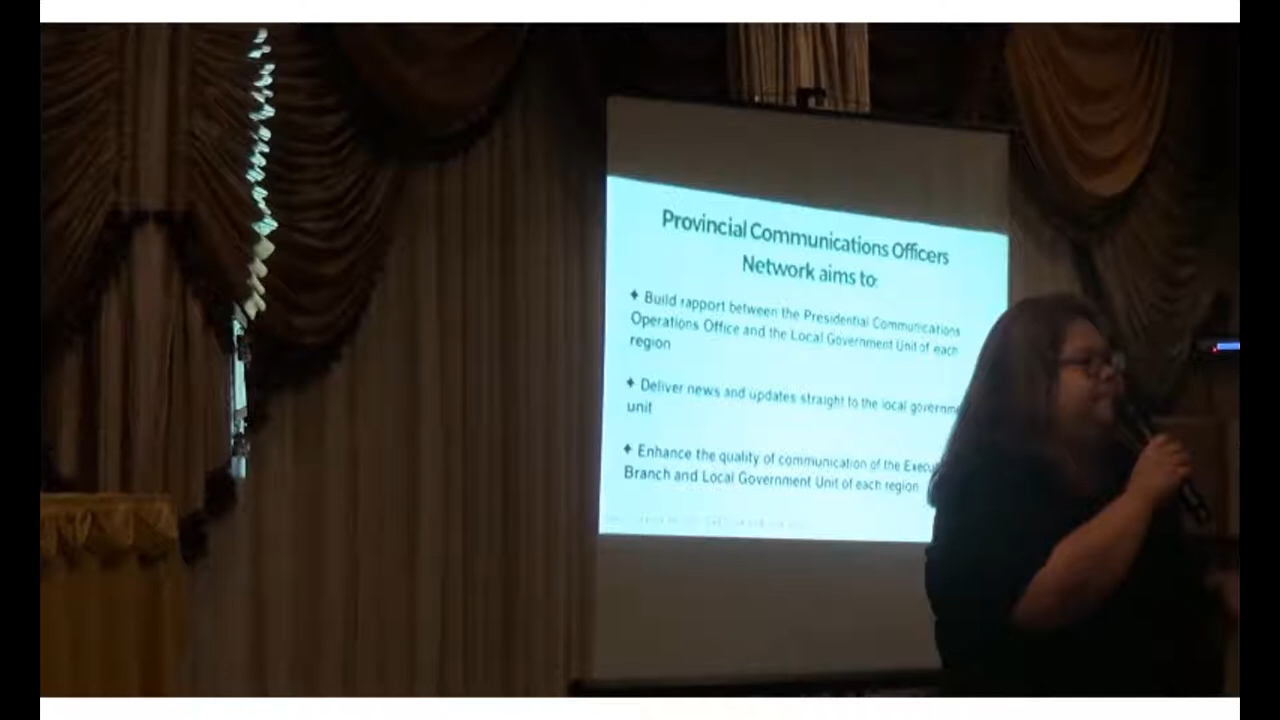 Provincial Communications Officers
Network aims to:
✦ Build rapport between the Presidential Communications
Operations Office and the Local Government Unit of each
region
✦ Deliver news and updates straight to the local governme
unit
✦ Enhance the quality of communication of the Execu
Branch and Local Government Unit of each region